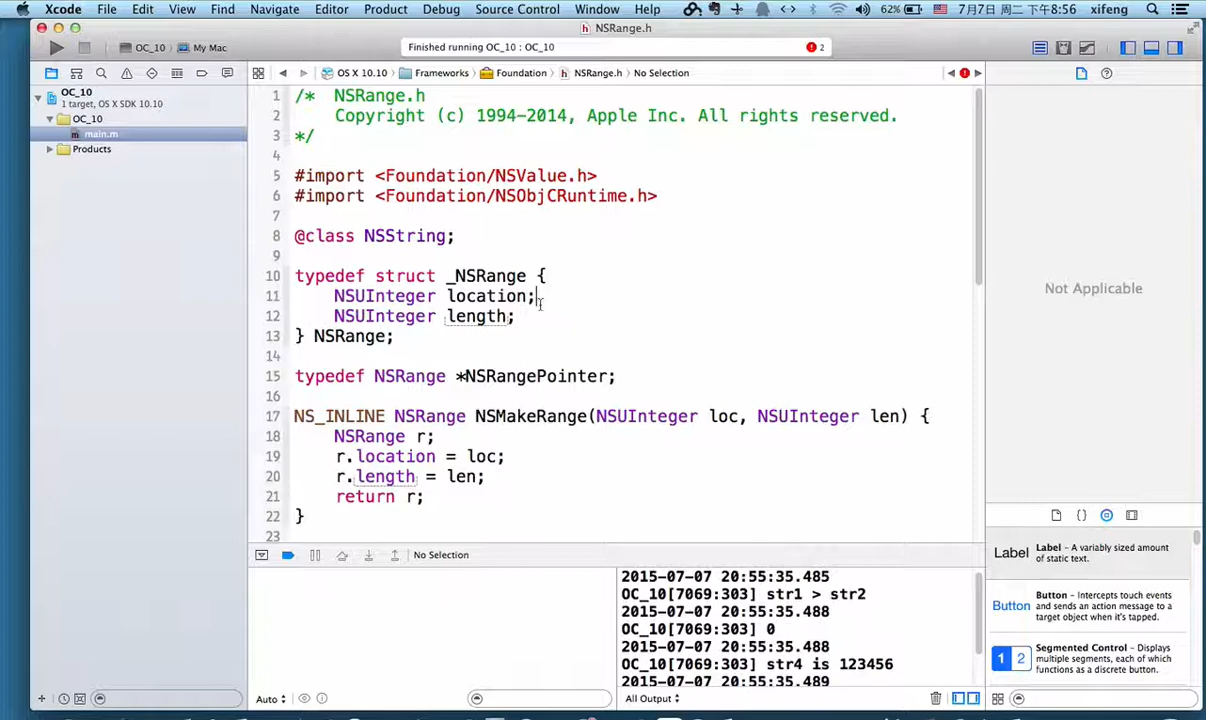 Xcode File Edit View Find Navigate Editor Product Debug Source Control Window Help 62% 7月7日 周二 下午8:56 xifeng
NSRange.h
OC_10 My Mac Finished running OC_10 : OC_10 2
OS X 10.10 Frameworks Foundation NSRange.h No Selection
OC_10
1 target, OS X SDK 10.10
OC_10
main.m
Products
1 /* NSRange.h
2 Copyright (c) 1994-2014, Apple Inc. All rights reserved.
3 */
4
5 #import <Foundation/NSValue.h>
6 #import <Foundation/NSObjCRuntime.h>
7
8 @class NSString;
9
10 typedef struct _NSRange {
11 NSUInteger location;
12 NSUInteger length;
13 } NSRange;
14
15 typedef NSRange *NSRangePointer;
16
17 NS_INLINE NSRange NSMakeRange(NSUInteger loc, NSUInteger len) {
18 NSRange r;
19 r.location = loc;
20 r.length = len;
21 return r;
22 }
23
No Selection
2015-07-07 20:55:35.485
OC_10[7069:303] str1 > str2
2015-07-07 20:55:35.488
OC_10[7069:303] 0
2015-07-07 20:55:35.488
OC_10[7069:303] str4 is 123456
2015-07-07 20:55:35.489
Auto
All Output
Not Applicable
Label
Label - A variably sized amount
of static text.
Button
Button - Intercepts touch events
and sends an action message to a
target object when it's tapped.
1 2
Segmented Control - Displays
multiple segments, each of which
functions as a discrete button.